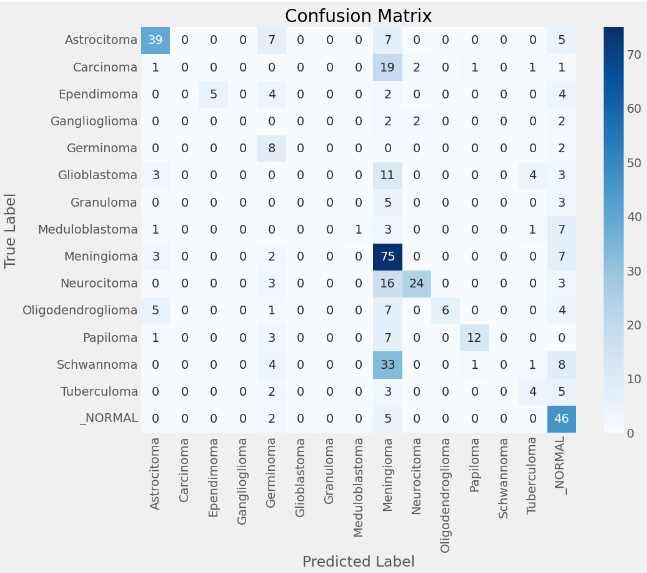 Confusion Matrix
True Label
Astrocitoma 39 0 0 0 7 0 0 0 7 0 0 0 0 0 5
Carcinoma 1 0 0 0 0 0 0 0 19 2 0 1 0 1 1
Ependimoma 0 0 5 0 4 0 0 0 2 0 0 0 0 0 4
Ganglioglioma 0 0 0 0 0 0 0 0 2 2 0 0 0 0 2
Germinoma 0 0 0 0 8 0 0 0 0 0 0 0 0 0 2
Glioblastoma 3 0 0 0 0 0 0 0 11 0 0 0 0 4 3
Granuloma 0 0 0 0 0 0 0 0 5 0 0 0 0 0 3
Meduloblastoma 1 0 0 0 0 0 0 1 3 0 0 0 0 1 7
Meningioma 3 0 0 0 2 0 0 0 75 0 0 0 0 0 7
Neurocitoma 0 0 0 0 3 0 0 0 16 24 0 0 0 0 3
Oligodendroglioma 5 0 0 0 1 0 0 0 7 0 6 0 0 0 4
Papiloma 1 0 0 0 3 0 0 0 7 0 0 12 0 0 0
Schwannoma 0 0 0 0 4 0 0 0 33 0 0 1 0 1 8
Tuberculoma 0 0 0 0 2 0 0 0 3 0 0 0 0 4 5
_NORMAL 0 0 0 0 2 0 0 0 5 0 0 0 0 0 46
Astrocitoma
Carcinoma
Ependimoma
Ganglioglioma
Germinoma
Glioblastoma
Granuloma
Meduloblastoma
Meningioma
Neurocitoma
Oligodendroglioma
Papiloma
Schwannoma
Tuberculoma
_NORMAL
Predicted Label
70
60
50
40
30
20
10
0